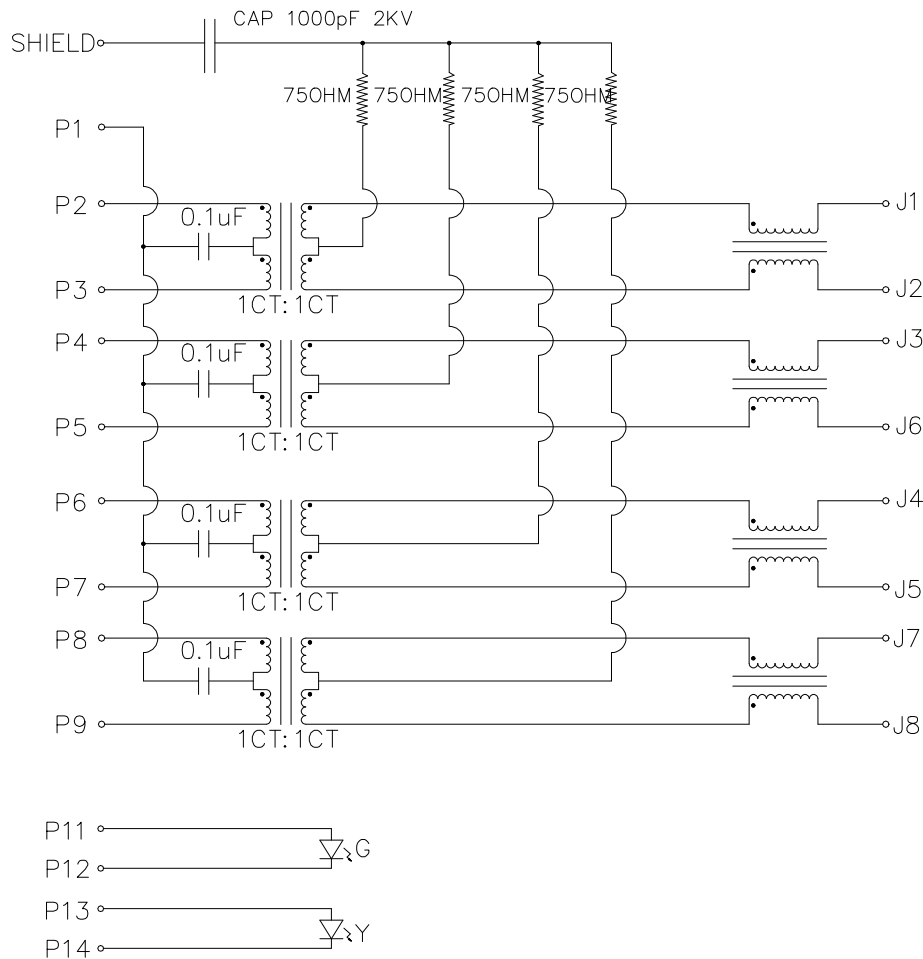 CAP 1000pF 2KV
SHIELD
75OHM 75OHM 75OHM 75OHM
P1
P2 J1
0.1uF
P3 J2
1CT:1CT
P4 J3
0.1uF
P5 J6
1CT:1CT
P6 J4
0.1uF
P7 J5
1CT:1CT
P8 J7
0.1uF
P9 J8
1CT:1CT
P11
G
P12
P13
Y
P14